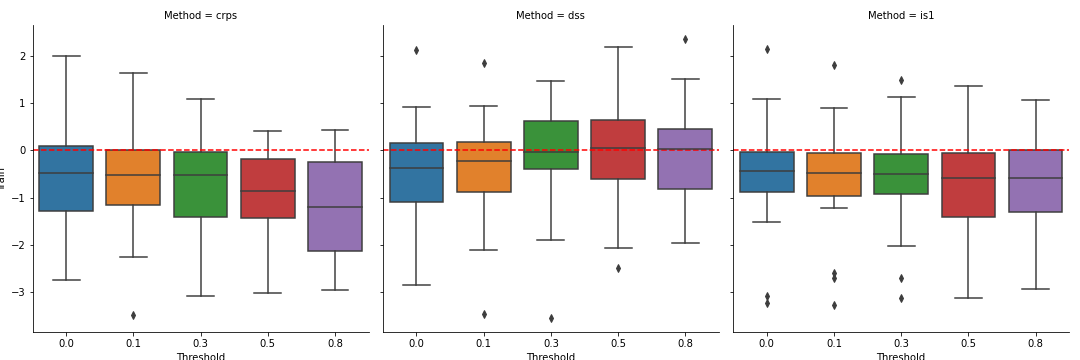 Method = crps
Method = dss
Method = is1
2
1
0
−1
−2
−3
0.0 0.1 0.3 0.5 0.8
0.0 0.1 0.3 0.5 0.8
0.0 0.1 0.3 0.5 0.8
Threshold
Threshold
Threshold